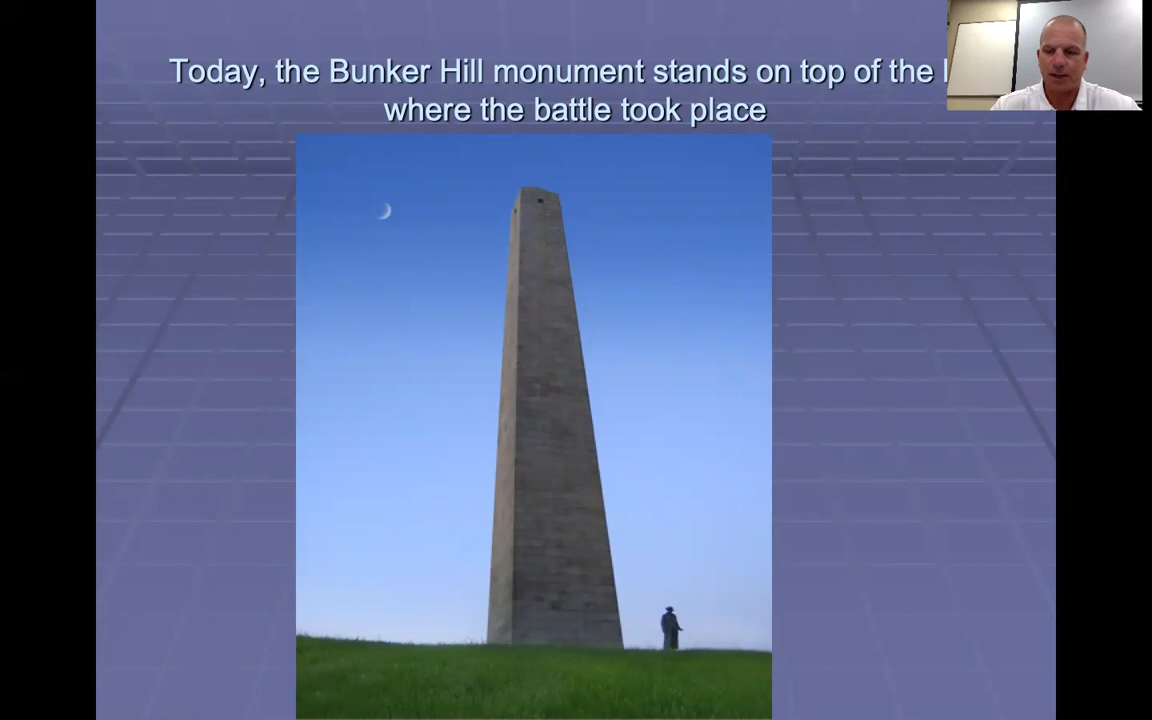 Today, the Bunker Hill monument stands on top of the
where the battle took place